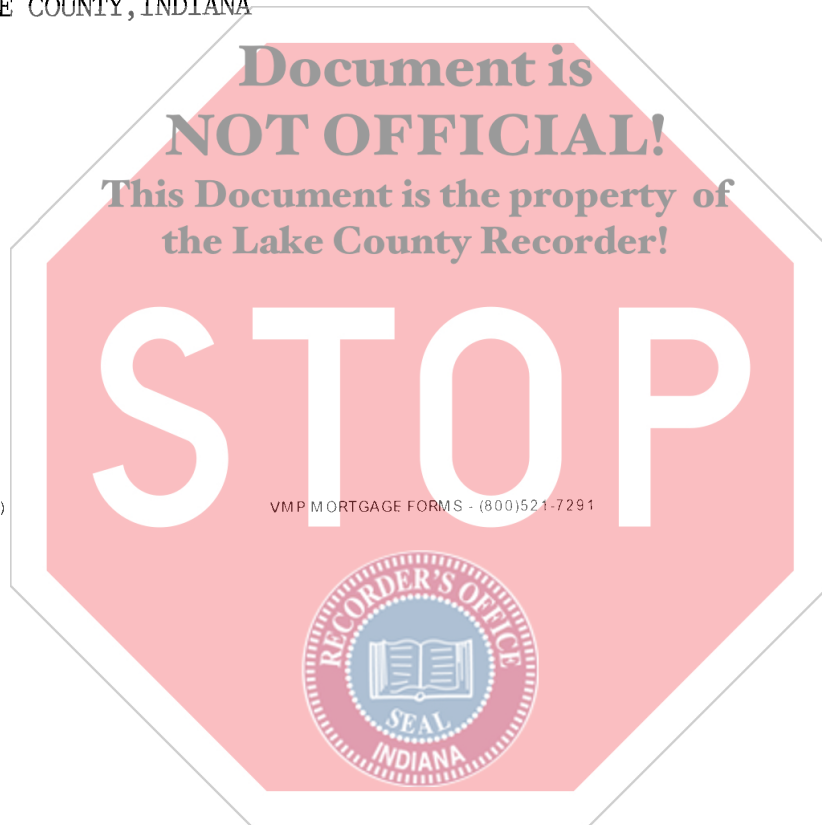 E COUNTY, INDIANA
Document is
NOT OFFICIAL!
This Document is the property of
the Lake County Recorder!
STOP
) VMP MORTGAGE FORMS - (800)521-7291
RECORDER'S OFFICE
SEAL
INDIANA